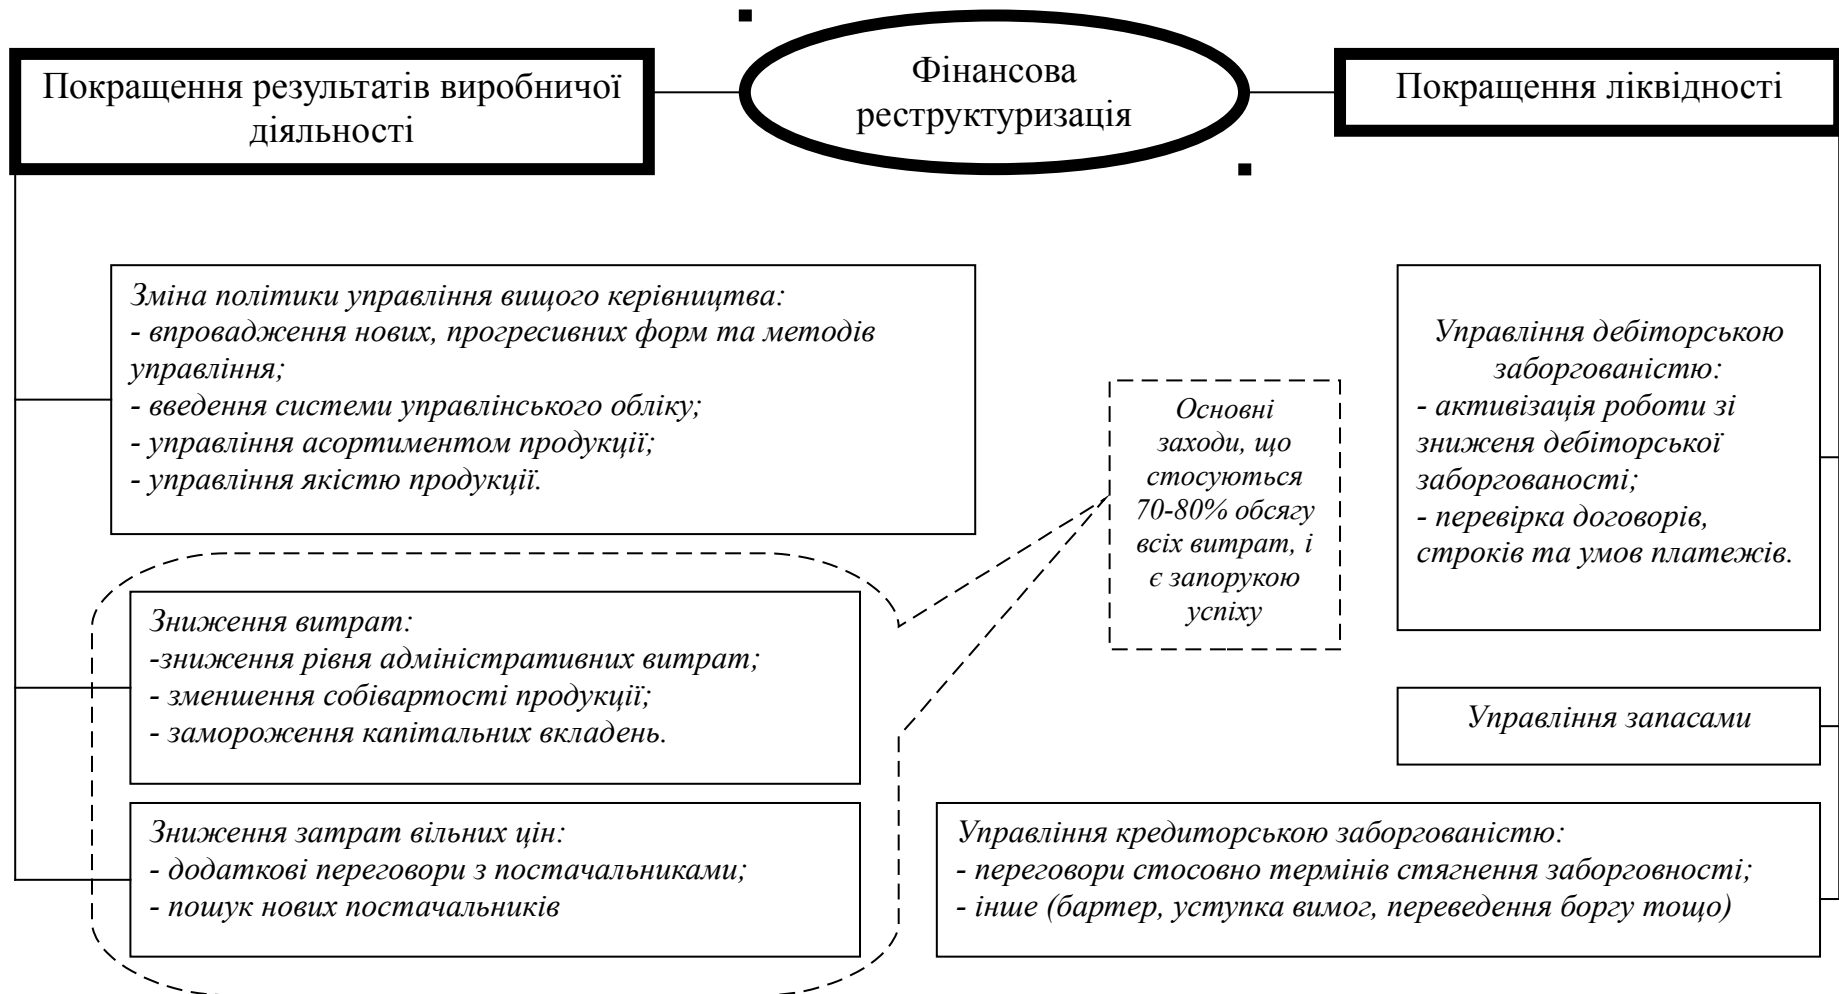 Покращення результатів виробничої
діяльності
Фінансова
реструктуризація
Покращення ліквідності
Зміна політики управління вищого керівництва:
- впровадження нових, прогресивних форм та методів
управління;
- введення системи управлінського обліку;
- управління асортиментом продукції;
- управління якістю продукції.
Зниження витрат:
-зниження рівня адміністративних витрат;
- зменшення собівартості продукції;
- замороження капітальних вкладень.
Зниження затрат вільних цін:
- додаткові переговори з постачальниками;
- пошук нових постачальників
Основні
заходи, що
стосуються
70-80% обсягу
всіх витрат, і
є запорукою
успіху
Управління дебіторською
заборгованістю:
- активізація роботи зі
зниженя дебіторської
заборгованості;
- перевірка договорів,
строків та умов платежів.
Управління запасами
Управління кредиторською заборгованістю:
- переговори стосовно термінів стягнення заборговності;
- інше (бартер, уступка вимог, переведення боргу тощо)